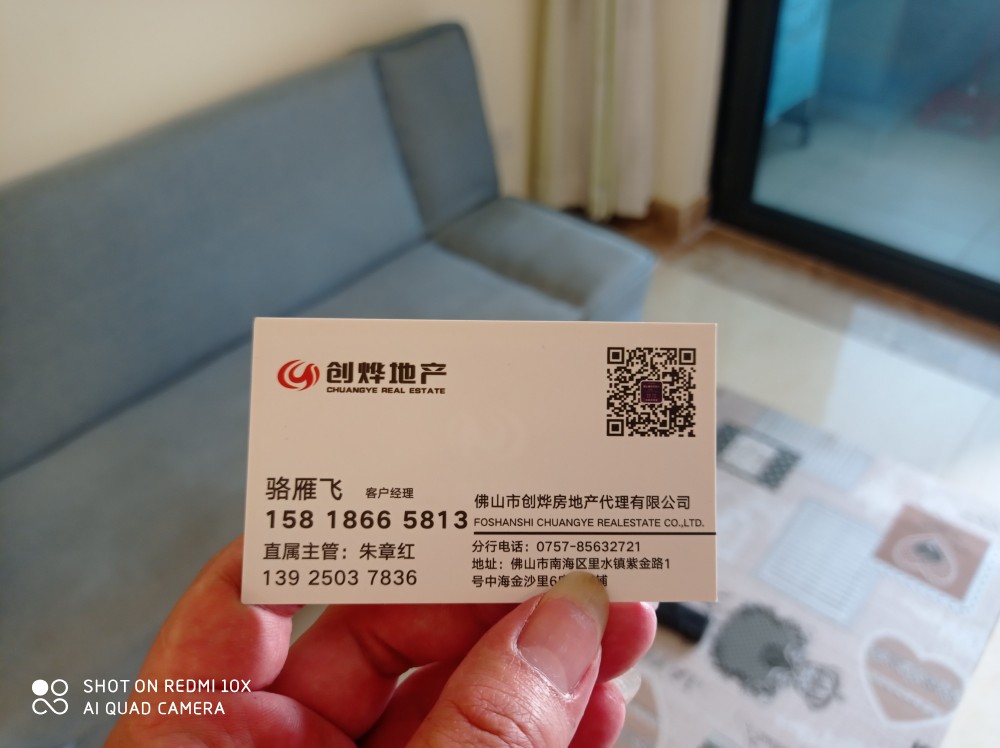 创烨地产
CHUANGYE REAL ESTATE
骆雁飞 客户经理
158 1866 5813
直属主管：朱章红
139 2503 7836
佛山市创烨房地产代理有限公司
FOSHANSHI CHUANGYE REALESTATE CO.,LTD.
分行电话：0757-85632721
地址：佛山市南海区里水镇紫金路1
号中海金沙里6 铺
SHOT ON REDMI 10X
AI QUAD CAMERA